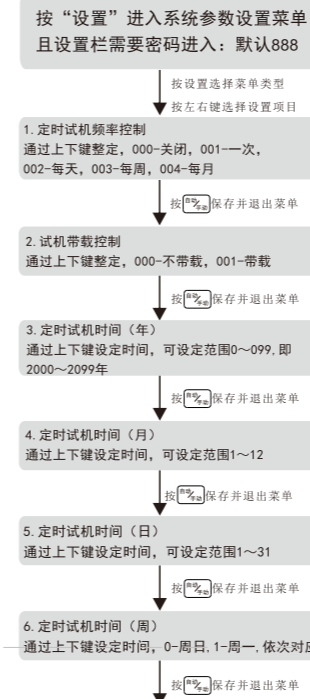 按“设置”进入系统参数设置菜单
且设置栏需要密码进入：默认888
按设置选择菜单类型
按左右键选择设置项目
1.定时试机频率控制
通过上下键整定，000-关闭，001-一次，
002-每天，003-每周，004-每月
按自动/手动保存并退出菜单
2.试机带载控制
通过上下键整定，000-不带载，001-带载
按自动/手动保存并退出菜单
3.定时试机时间（年）
通过上下键设定时间，可设定范围0～099，即
2000～2099年
按自动/手动保存并退出菜单
4.定时试机时间（月）
通过上下键设定时间，可设定范围1～12
按自动/手动保存并退出菜单
5.定时试机时间（日）
通过上下键设定时间，可设定范围1～31
按自动/手动保存并退出菜单
6.定时试机时间（周）
通过上下键设定时间，0-周日，1-周一，依次对应
按自动/手动保存并退出菜单